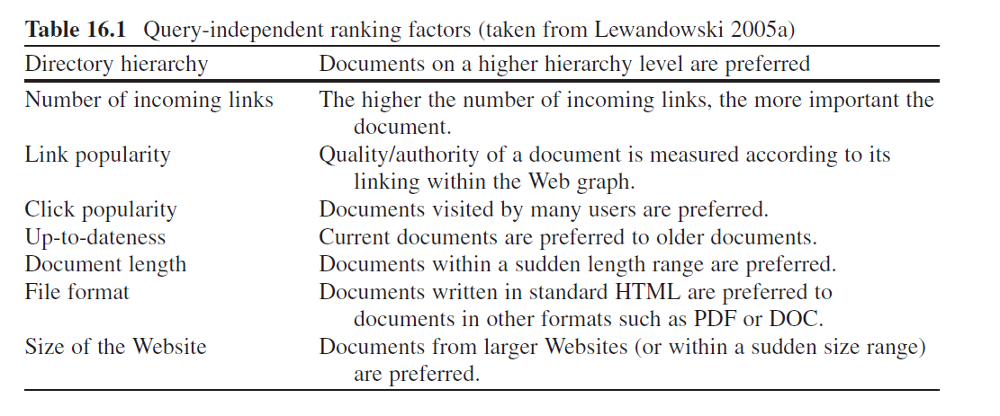 Table 16.1 Query-independent ranking factors (taken from Lewandowski 2005a)
Directory hierarchy Documents on a higher hierarchy level are preferred
Number of incoming links The higher the number of incoming links, the more important the
document.
Link popularity Quality/authority of a document is measured according to its
linking within the Web graph.
Click popularity Documents visited by many users are preferred.
Up-to-dateness Current documents are preferred to older documents.
Document length Documents within a sudden length range are preferred.
File format Documents written in standard HTML are preferred to
documents in other formats such as PDF or DOC.
Size of the Website Documents from larger Websites (or within a sudden size range)
are preferred.